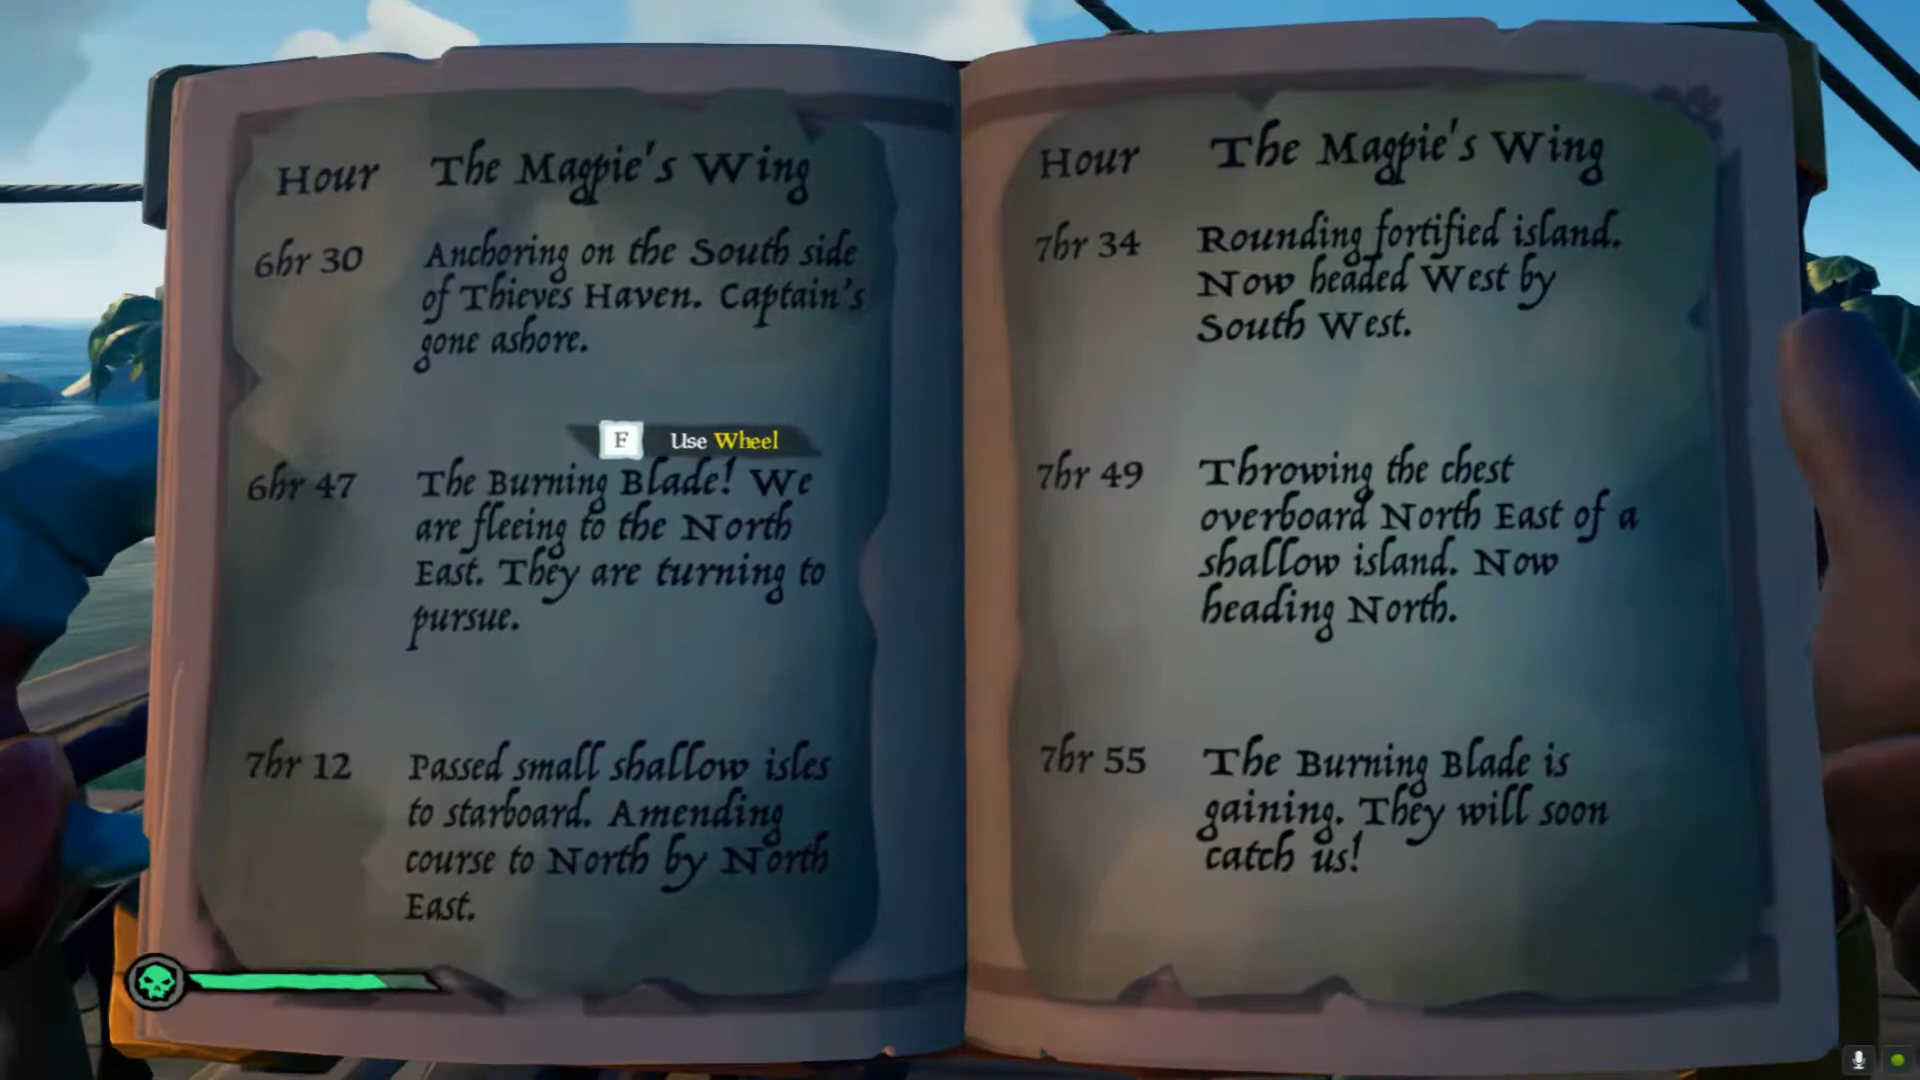 Hour The Magpie's Wing
6hr 30 Anchoring on the South side
of Thieves Haven. Captain's
gone ashore.
F Use Wheel
6hr 47 The Burning Blade! We
are fleeing to the North
East. They are turning to
pursue.
7hr 12 Passed small shallow isles
to starboard. Amending
course to North by North
East.
Hour The Magpie's Wing
7hr 34 Rounding fortified island.
Now headed West by
South West.
7hr 49 Throwing the chest
overboard North East of a
shallow island. Now
heading North.
7hr 55 The Burning Blade is
gaining. They will soon
catch us!